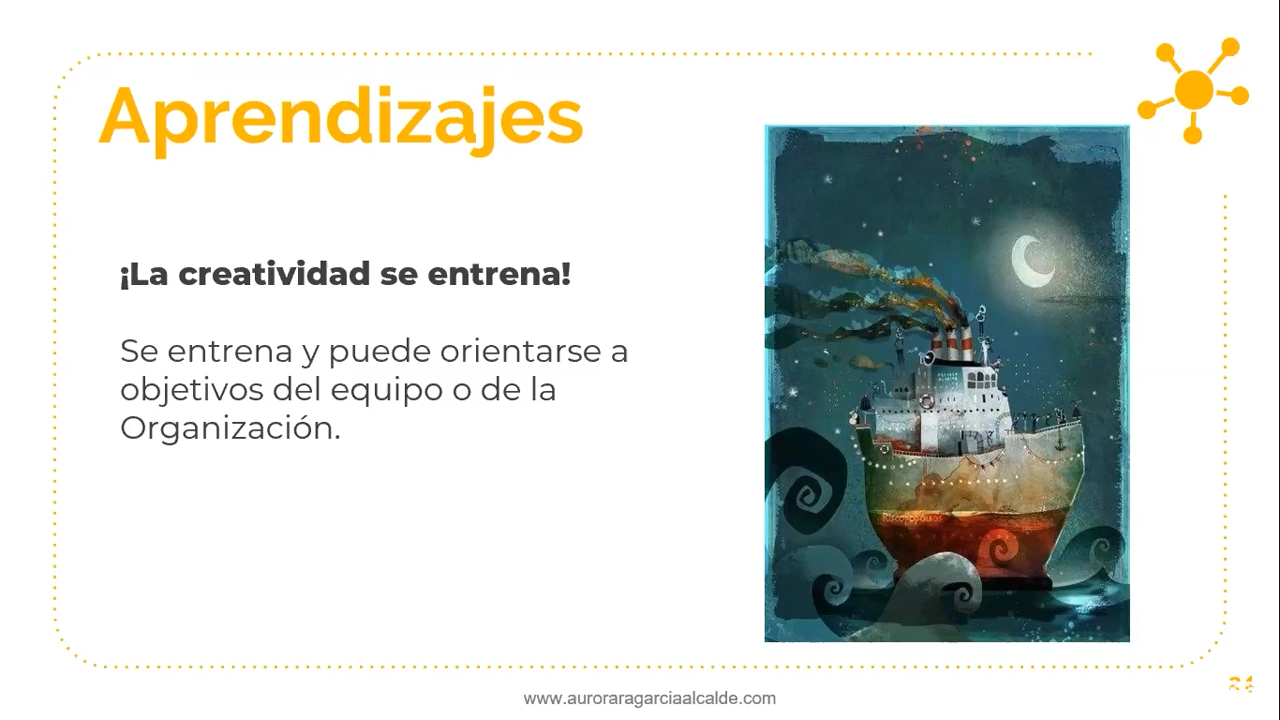 Aprendizajes
¡La creatividad se entrena!
Se entrena y puede orientarse a
objetivos del equipo o de la
Organización.
www.auroraragarciaalcalde.com